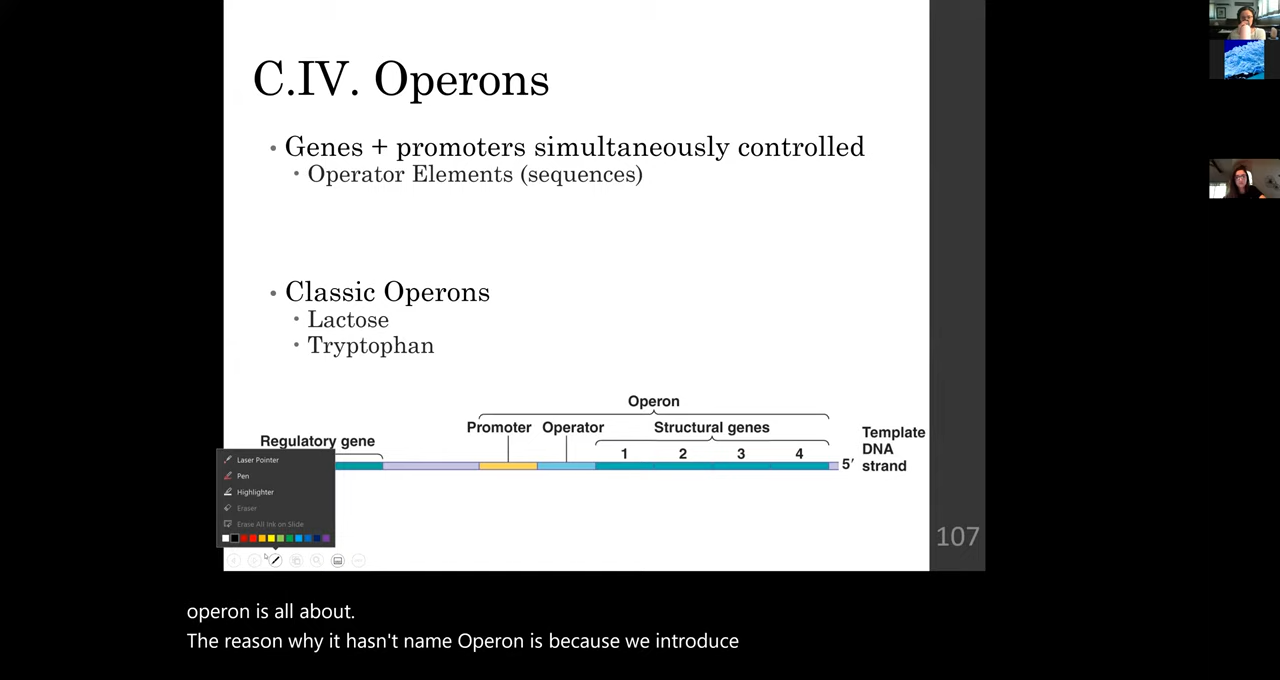 C.IV. Operons
• Genes + promoters simultaneously controlled
• Operator Elements (sequences)
• Classic Operons
• Lactose
• Tryptophan
Operon
Promoter Operator Structural genes
Regulatory gene
1 2 3 4
5′
Template
DNA
strand
Laser Pointer
Pen
Highlighter
Eraser
Erase All Ink on Slide
107
operon is all about.
The reason why it hasn't name Operon is because we introduce